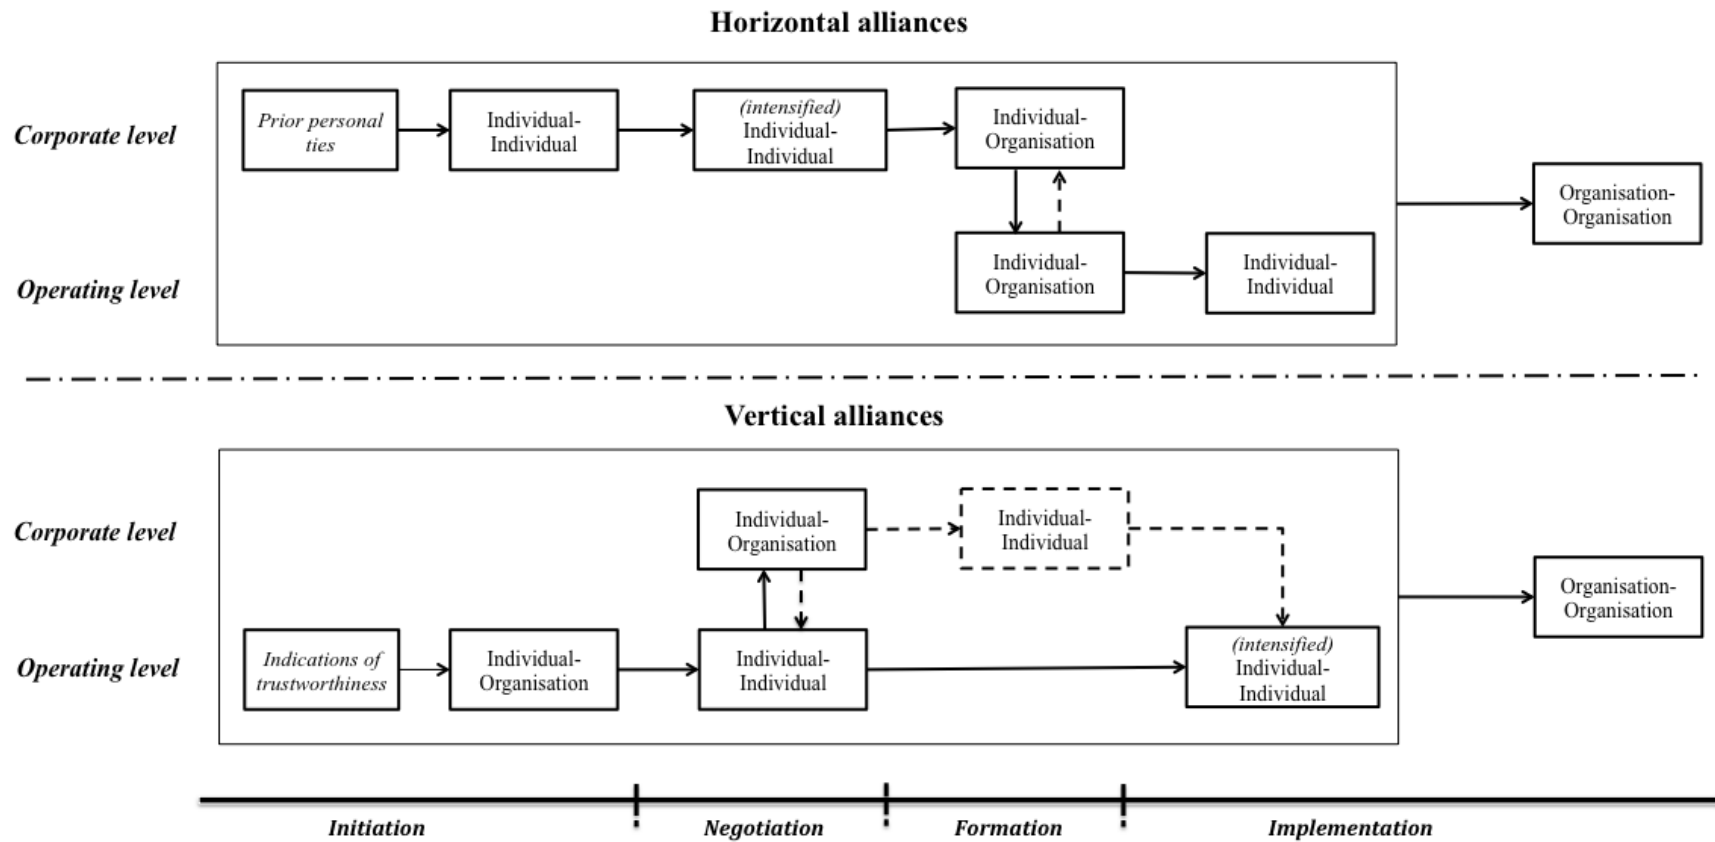 Horizontal alliances
Corporate level
Prior personal
ties
Individual-
Individual
(intensified)
Individual-
Individual
Individual-
Organisation
Organisation-
Organisation
Operating level
Individual-
Organisation
Individual-
Individual
Vertical alliances
Corporate level
Individual-
Organisation
Individual-
Individual
Organisation-
Organisation
Operating level
Indications of
trustworthiness
Individual-
Organisation
Individual-
Individual
(intensified)
Individual-
Individual
Initiation
Negotiation
Formation
Implementation